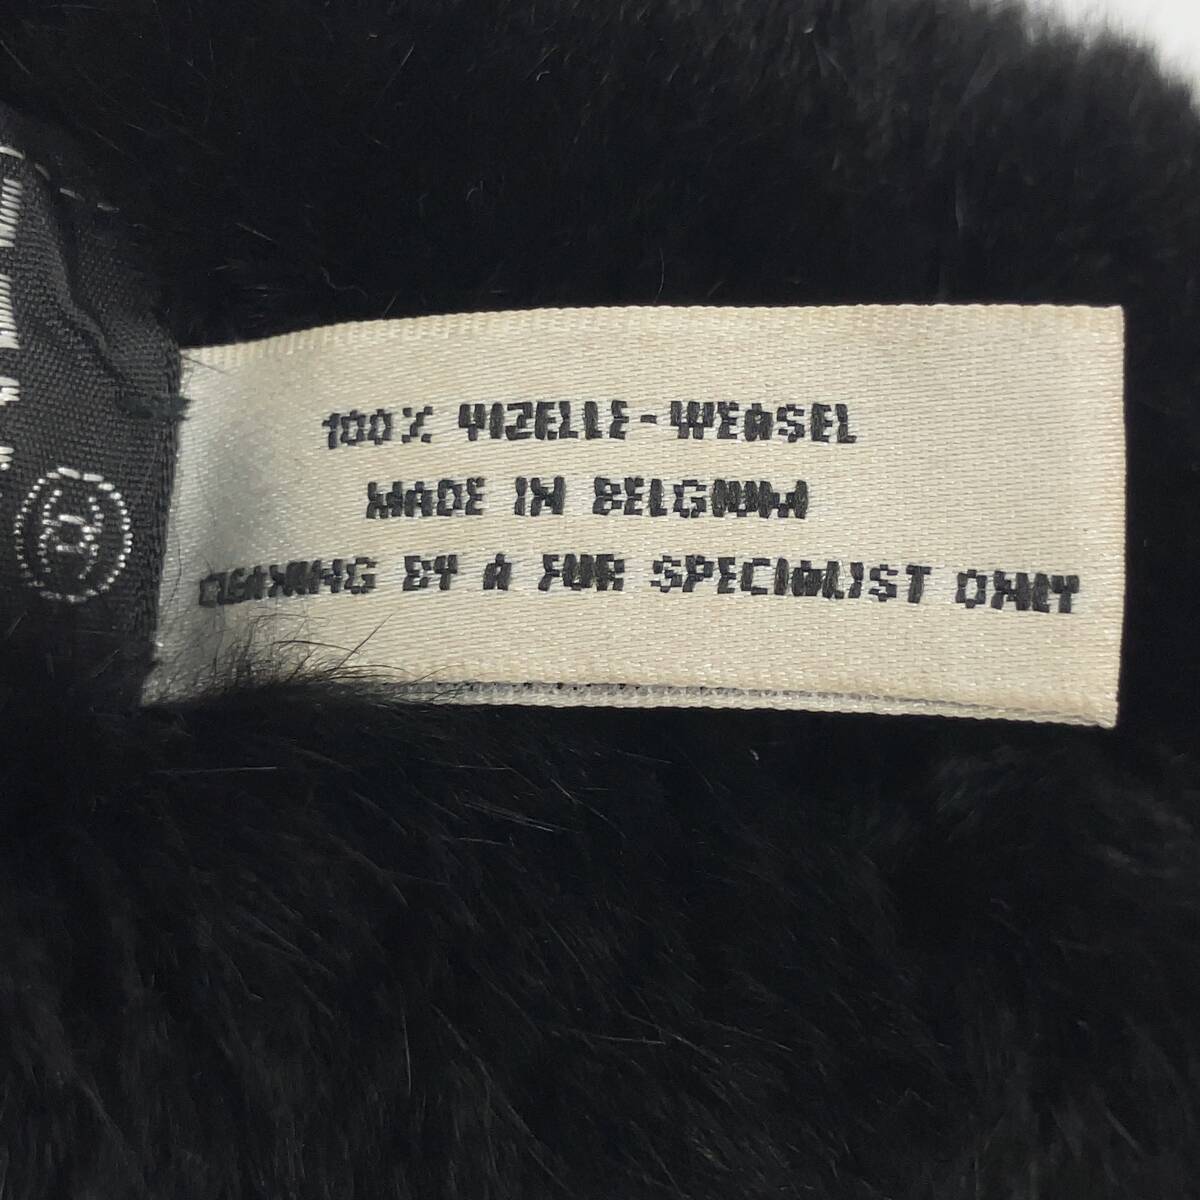 100% VIZELLE-WEASEL
MADE IN BELGIUM
CLEANING BY A FUR SPECIALIST ONLY